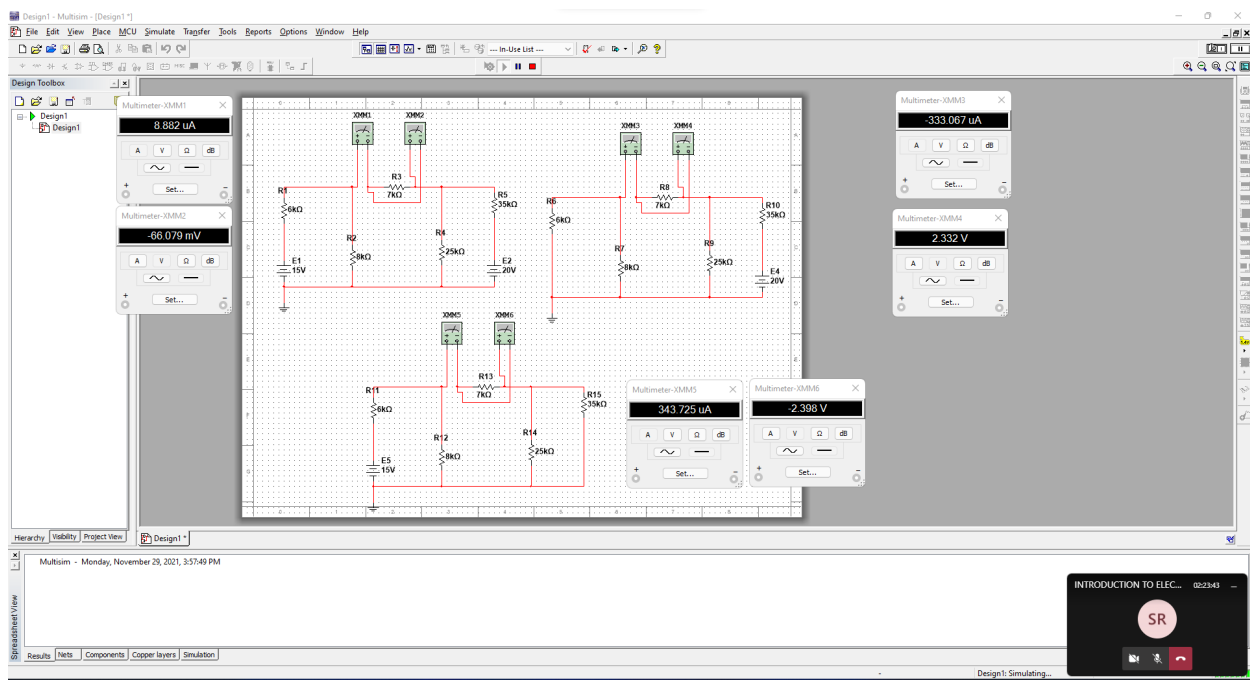 Design1 - Multisim - [Design1 *]
File Edit View Place MCU Simulate Transfer Tools Reports Options Window Help
--- In-Use List ---
Design Toolbox
Design1
Design1
Multimeter-XMM1
8.882 uA
A V Ω dB
+ Set... -
Multimeter-XMM2
-66.079 mV
A V Ω dB
+ Set... -
Multimeter-XMM3
-333.067 uA
A V Ω dB
+ Set... -
Multimeter-XMM4
2.332 V
A V Ω dB
+ Set... -
XMM1 XMM2
R3
7kΩ
R1
6kΩ
R2
8kΩ
R4
25kΩ
R5
35kΩ
E1
15V
E2
20V
XMM3 XMM4
R8
7kΩ
R6
6kΩ
R7
8kΩ
R9
25kΩ
R10
35kΩ
E4
20V
XMM5 XMM6
R13
7kΩ
R11
6kΩ
R12
8kΩ
R14
25kΩ
R15
35kΩ
E5
15V
Multimeter-XMM5
343.725 uA
A V Ω dB
+ Set... -
Multimeter-XMM6
-2.398 V
A V Ω dB
+ Set... -
Hierarchy Visibility Project View
Design1 *
Multisim - Monday, November 29, 2021, 3:57:49 PM
Spreadsheet View
Results Nets Components Copper layers Simulation
INTRODUCTION TO ELEC... 02:23:43
SR
- Design1: Simulating...